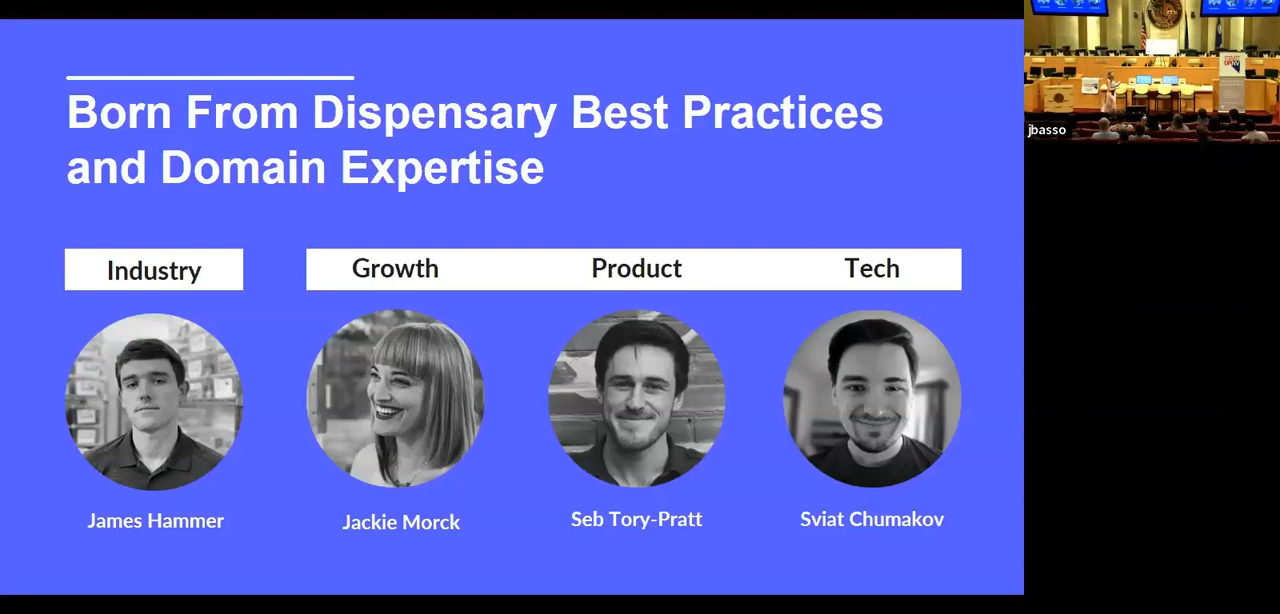 Born From Dispensary Best Practices
and Domain Expertise
Industry
Growth
Product
Tech
James Hammer
Jackie Morck
Seb Tory-Pratt
Sviat Chumakov
jbasso